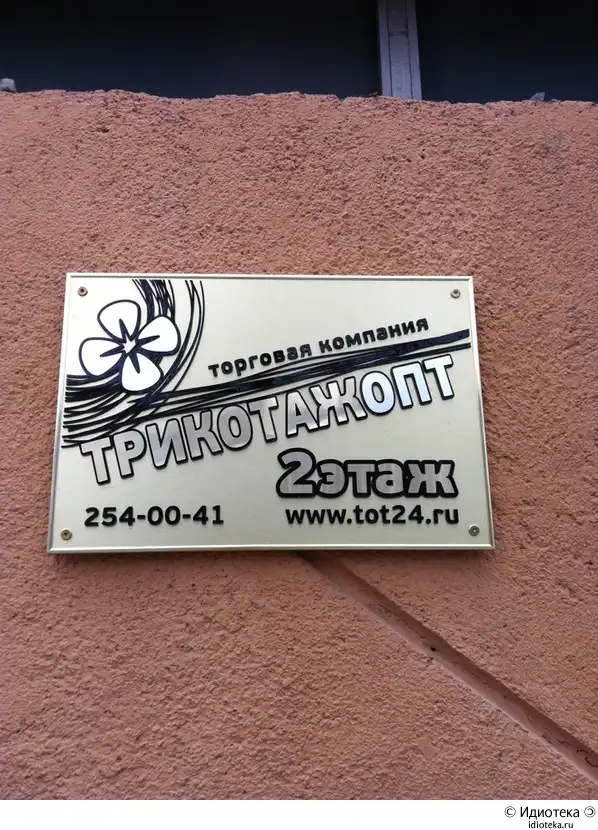 торговая компания
ТРИКОТАЖОПТ
2этаж
254-00-41 www.tot24.ru
© Идиотека
idioteka.ru